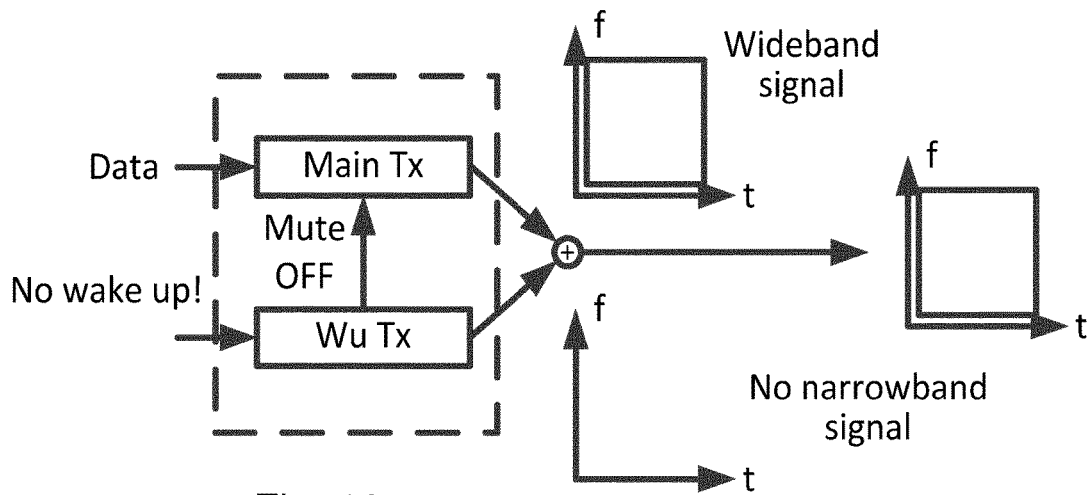 f
Wideband
signal
Data
Main Tx
t
f
Mute
OFF
No wake up!
Wu Tx
f
t
No narrowband
signal
t